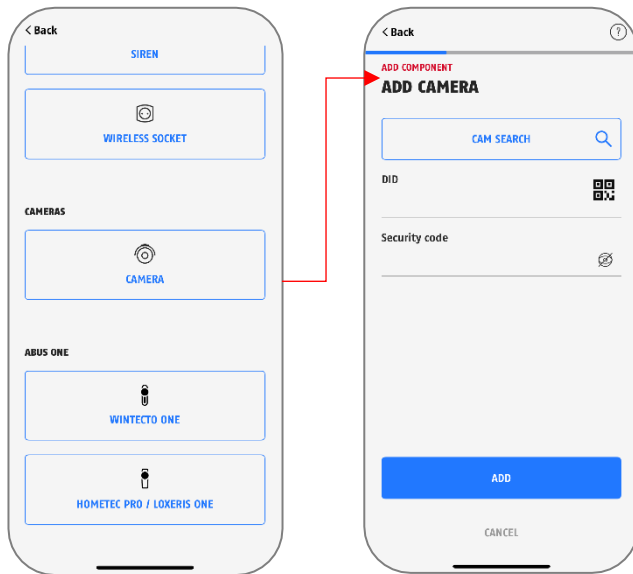 < Back
SIREN
WIRELESS SOCKET
CAMERAS
CAMERA
ABUS ONE
WINTECTO ONE
HOMETEC PRO / LOXERIS ONE
< Back
?
ADD COMPONENT
ADD CAMERA
CAM SEARCH
DID
Security code
ADD
CANCEL